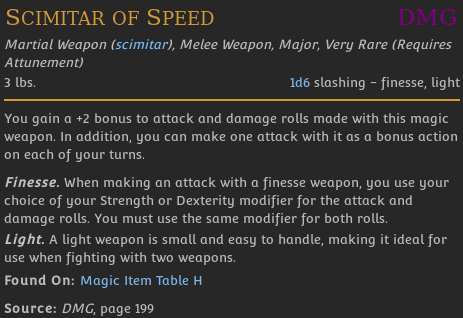 Scimitar of Speed DMG
Martial Weapon (scimitar), Melee Weapon, Major, Very Rare (Requires
Attunement)
3 lbs. 1d6 slashing - finesse, light
You gain a +2 bonus to attack and damage rolls made with this magic
weapon. In addition, you can make one attack with it as a bonus action
on each of your turns.
Finesse. When making an attack with a finesse weapon, you use your
choice of your Strength or Dexterity modifier for the attack and
damage rolls. You must use the same modifier for both rolls.
Light. A light weapon is small and easy to handle, making it ideal for
use when fighting with two weapons.
Found On: Magic Item Table H
Source: DMG, page 199